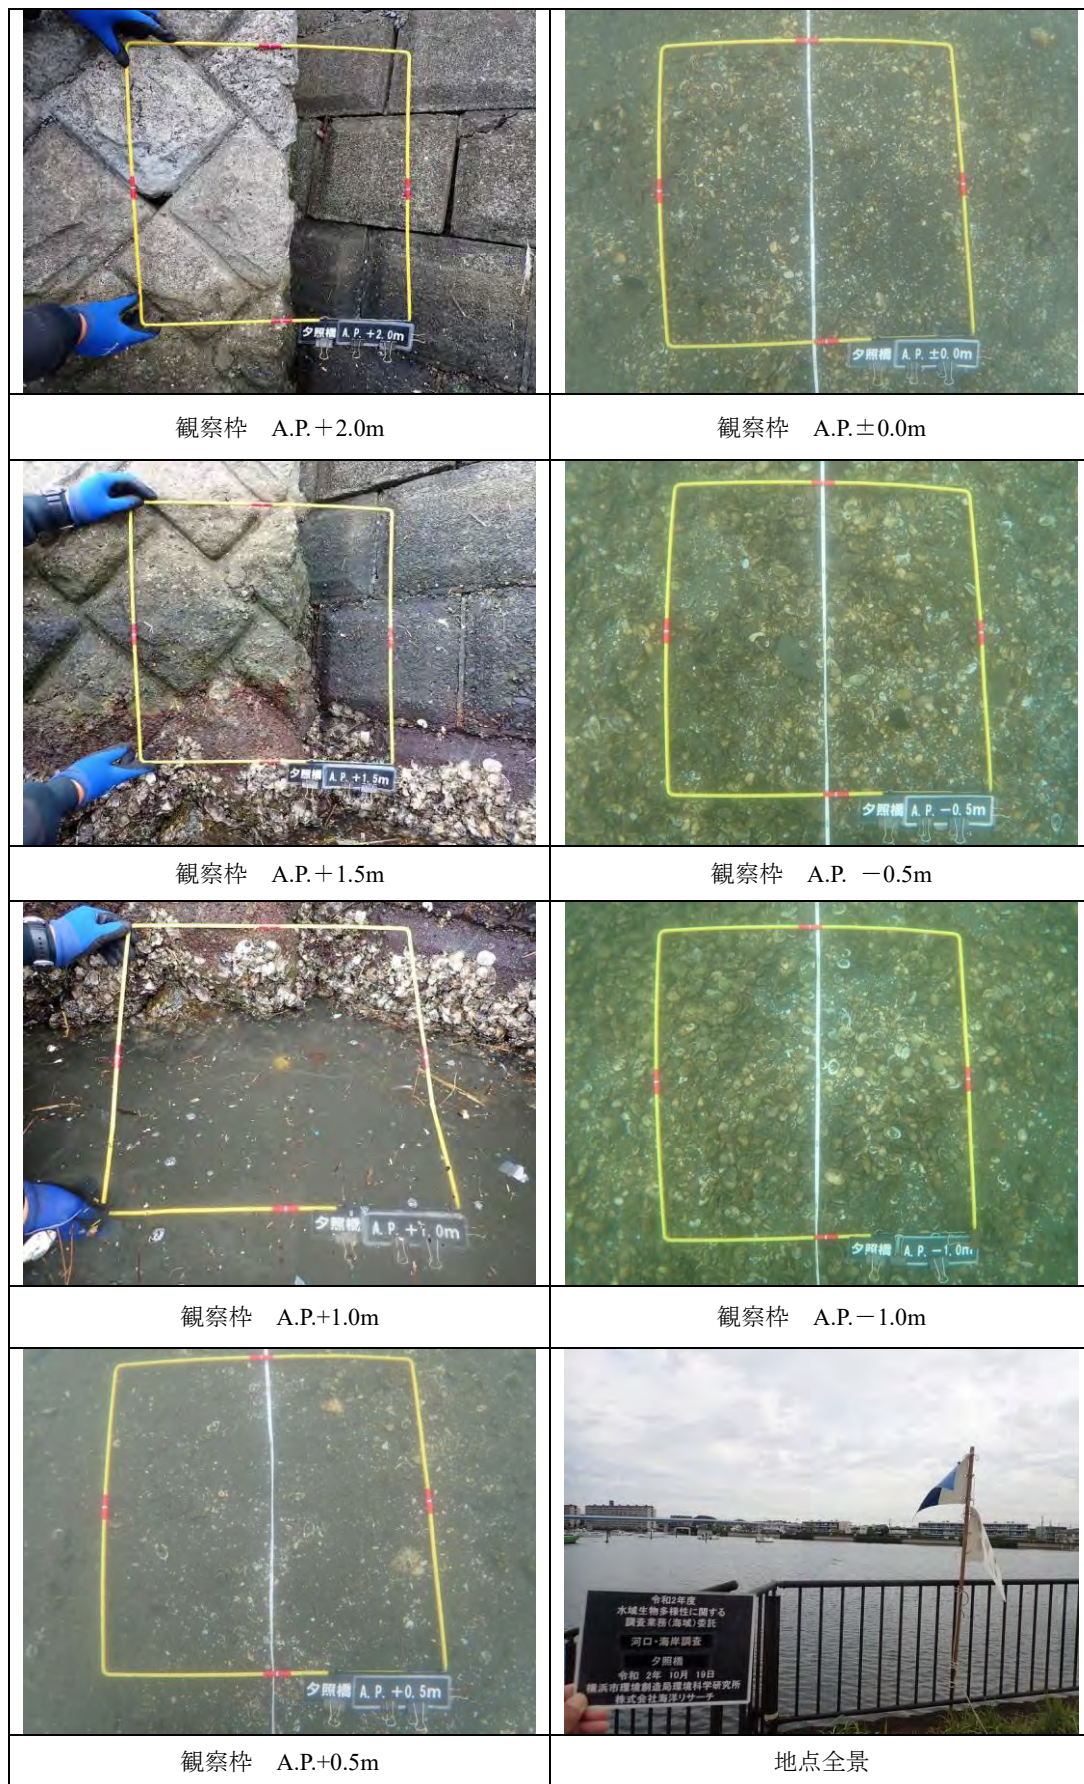 夕照橋 A.P.+2.0m
観察枠 A.P.+2.0m
夕照橋 A.P.±0.0m
観察枠 A.P.±0.0m
夕照橋 A.P.+1.5m
観察枠 A.P.+1.5m
夕照橋 A.P.-0.5m
観察枠 A.P. -0.5m
夕照橋 A.P.+1.0m
観察枠 A.P.+1.0m
夕照橋 A.P.-1.0m
観察枠 A.P.-1.0m
夕照橋 A.P.+0.5m
観察枠 A.P.+0.5m
令和2年度
水域生物多様性に関する
調査業務(海域)委託
河口・海岸調査
夕照橋
令和 2年 10月 19日
横浜市環境創造局環境科学研究所
株式会社海洋リサーチ
地点全景